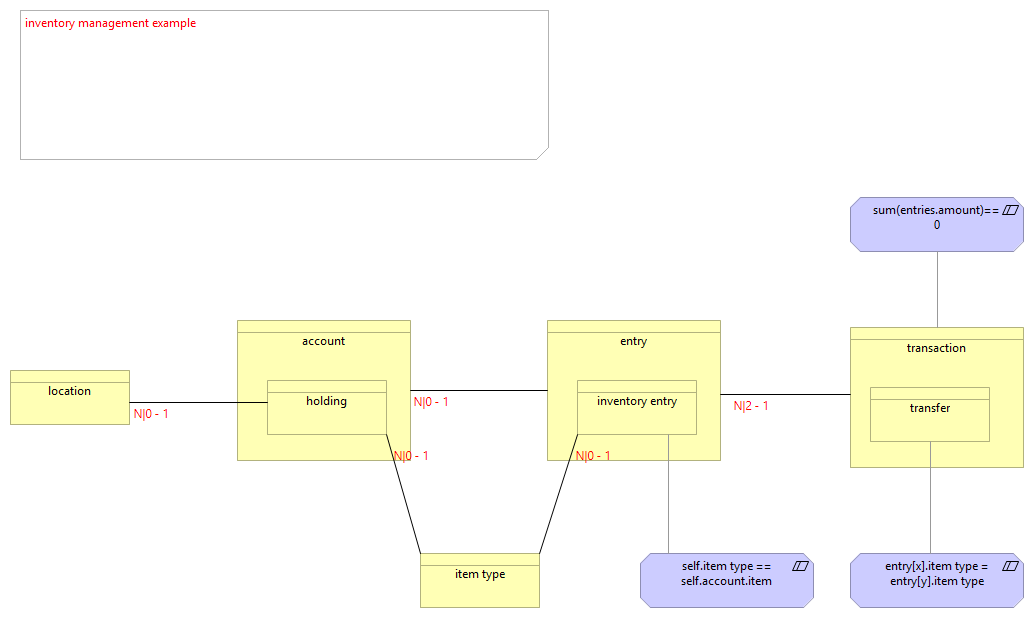 inventory management example
sum(entries.amount)==
0
account
entry
transaction
location
holding
inventory entry
transfer
N|0 - 1
N|0 - 1
N|2 - 1
N|0 - 1
N|0 - 1
item type
self.item type ==
self.account.item
entry[x].item type =
entry[y].item type